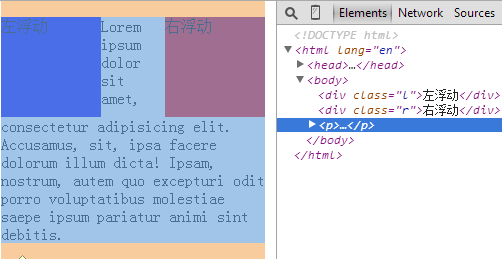 左浮动
Lorem
ipsum
dolor
sit
amet,
右浮动
consectetur adipisicing elit.
Accusamus, sit, ipsa facere
dolorum illum dicta! Ipsam,
nostrum, autem quo excepturi odit
porro voluptatibus molestiae
saepe ipsum pariatur animi sint
debitis.
Elements Network Sources
<!DOCTYPE html>
<html lang="en">
<head>…</head>
<body>
<div class="l">左浮动</div>
<div class="r">右浮动</div>
<p>…</p>
</body>
</html>